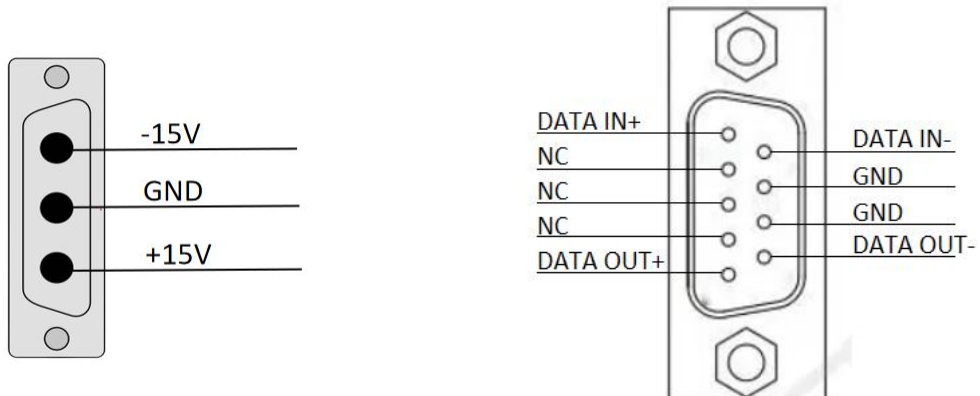 -15V
GND
+15V
DATA IN+
NC
NC
NC
DATA OUT+
DATA IN-
GND
GND
DATA OUT-